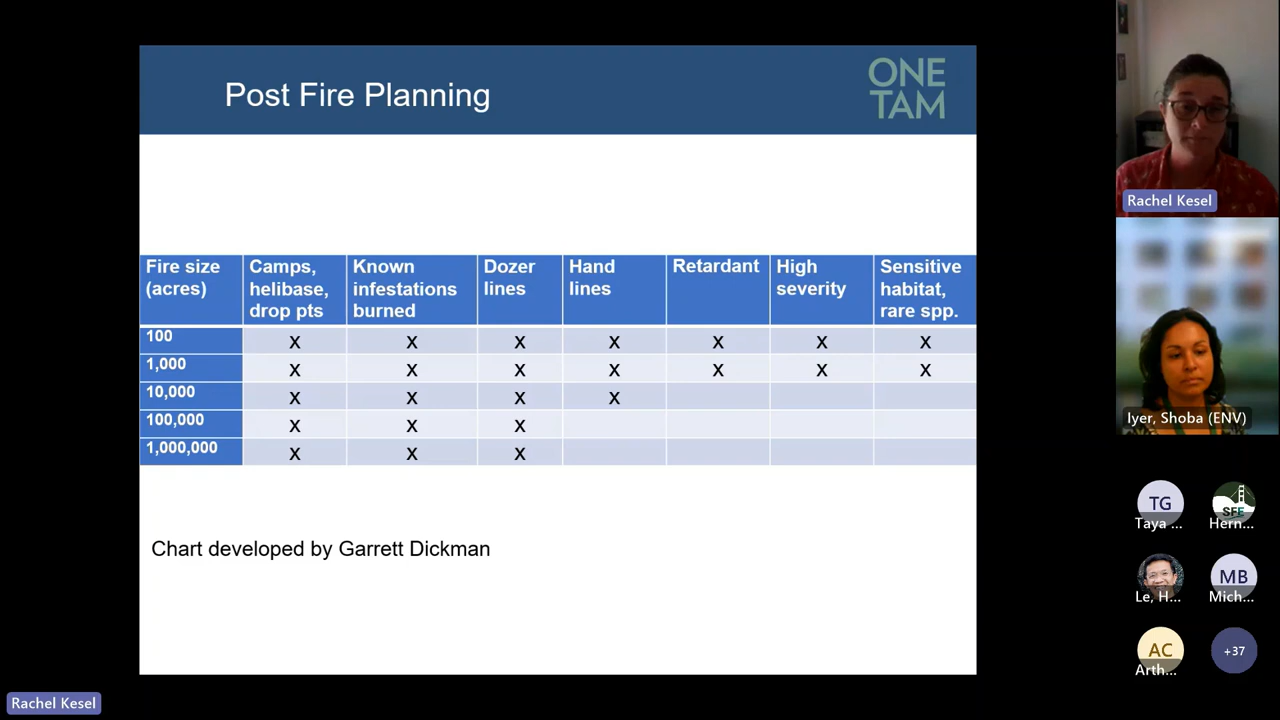 Post Fire Planning
ONE
TAM
Fire size (acres) Camps, helibase, drop pts Known infestations burned Dozer lines Hand lines Retardant High severity Sensitive habitat, rare spp.
100 x x x x x x x
1,000 x x x x x x x
10,000 x x x x
100,000 x x x
1,000,000 x x x
Chart developed by Garrett Dickman
Rachel Kesel
Rachel Kesel
Iyer, Shoba (ENV)
TG
Taya ...
SFE
Hern...
Le, H...
MB
Mich...
AC
Arth...
+37